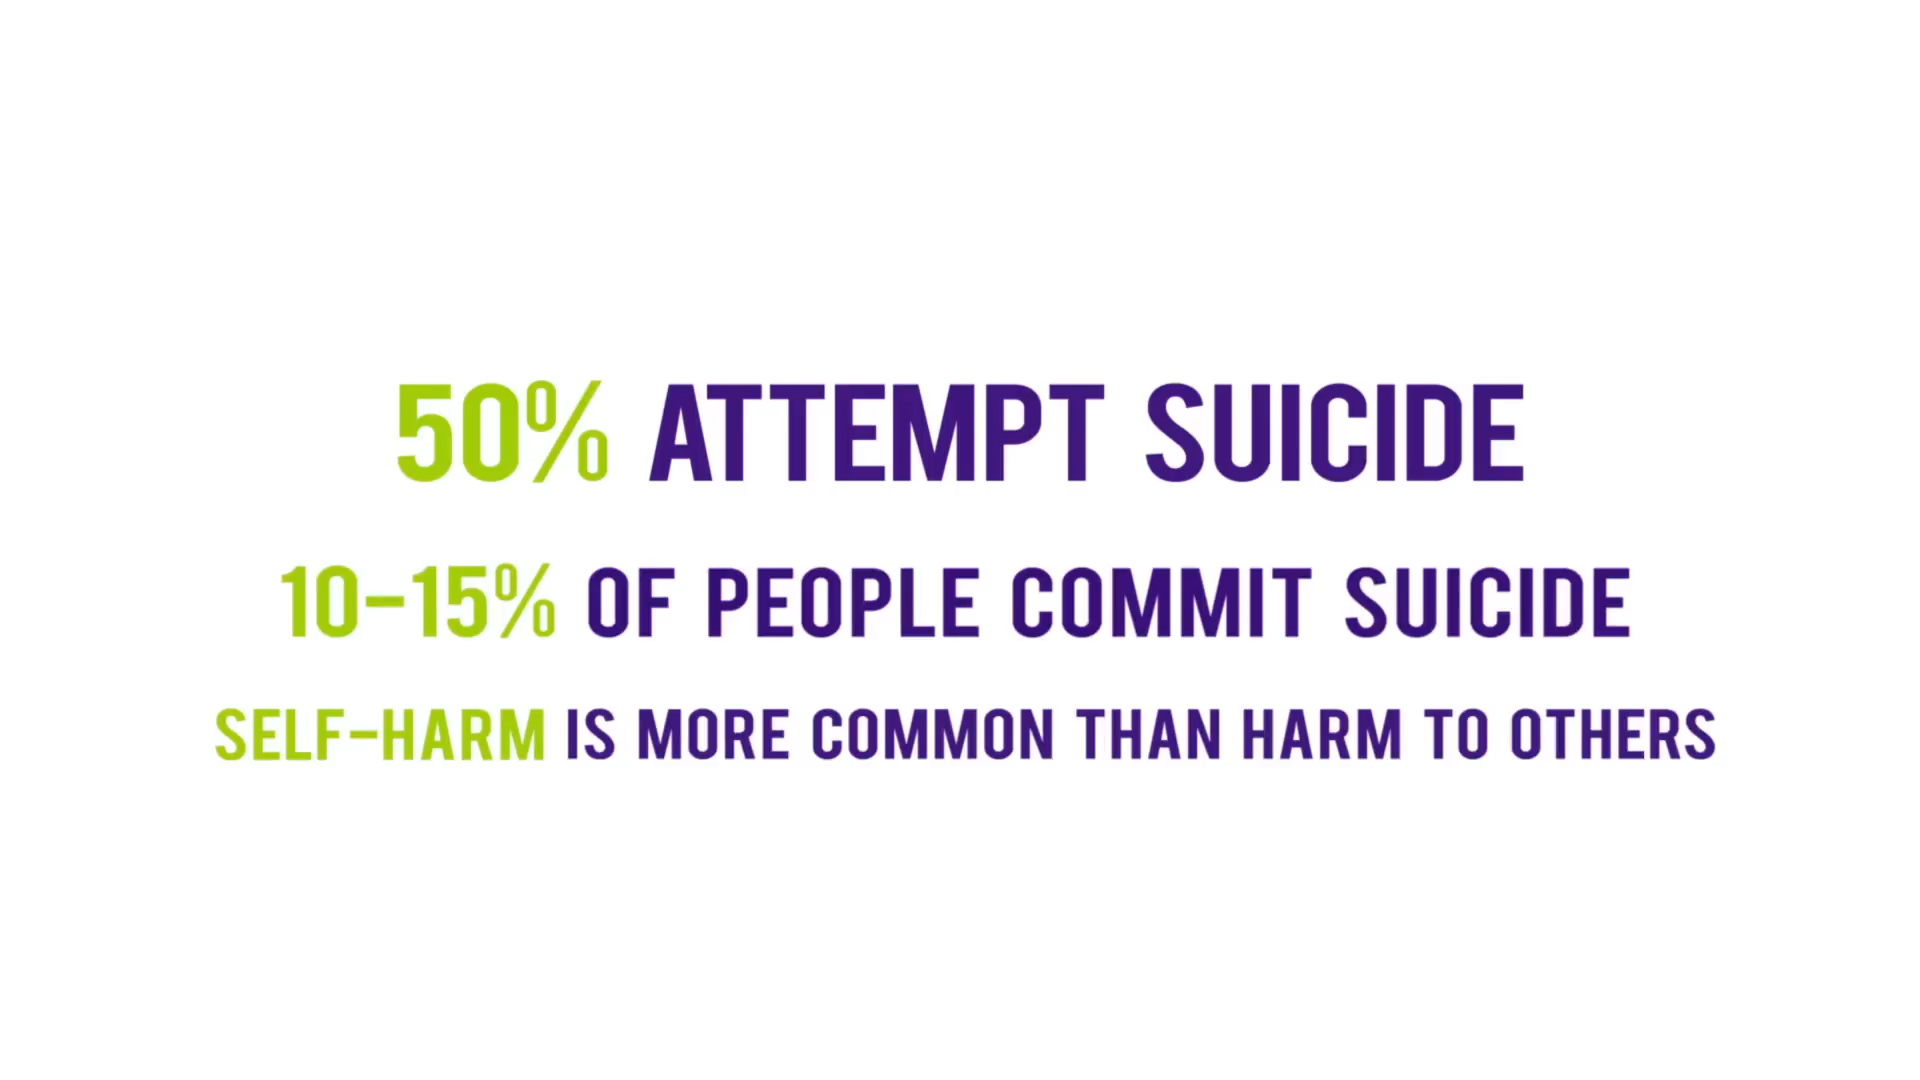 50% ATTEMPT SUICIDE
10-15% OF PEOPLE COMMIT SUICIDE
SELF-HARM IS MORE COMMON THAN HARM TO OTHERS